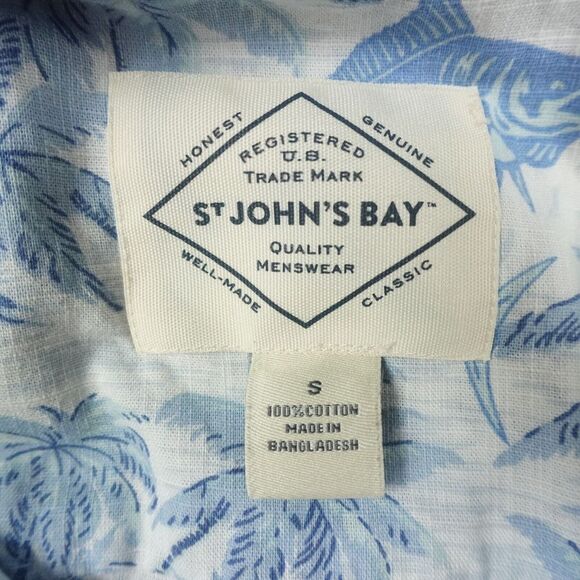 HONEST
GENUINE
REGISTERED
U.S.
TRADE MARK
ST JOHN'S BAY™
QUALITY
MENSWEAR
WELL-MADE
CLASSIC
S
100% COTTON
MADE IN
BANGLADESH